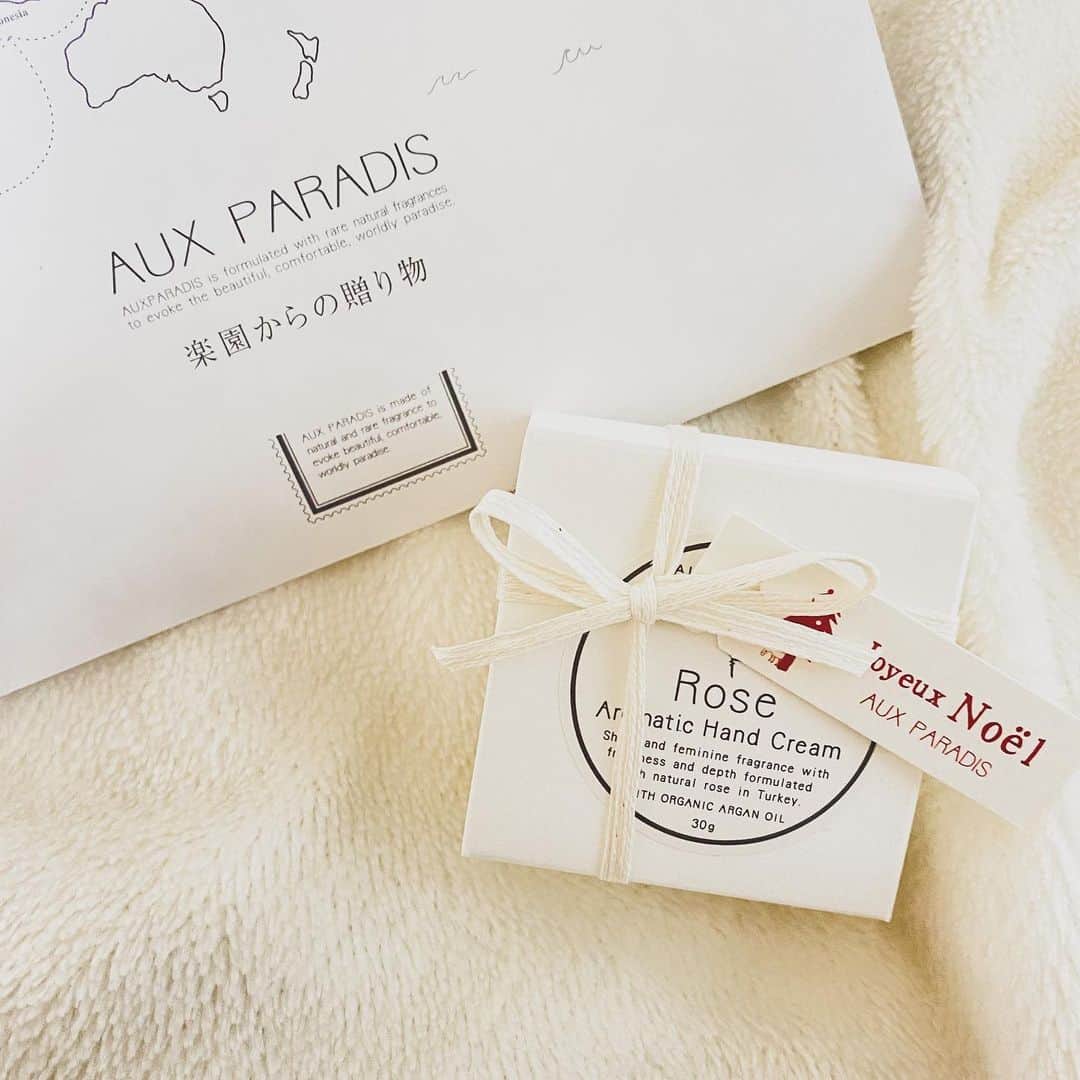 AUX PARADIS
AUXPARADIS is formulated with rare natural fragrances
to evoke the beautiful, comfortable, worldly paradise.
楽園からの贈り物
AUX PARADIS is made of
natural and rare fragrance to
evoke beautiful, comfortable,
worldly paradise.
Rose
Hand Cream
and feminine fragrance with
and depth formulated
natural rose in Turkey.
ORGANIC ARGAN OIL
30g
Noël
AUX PARADIS